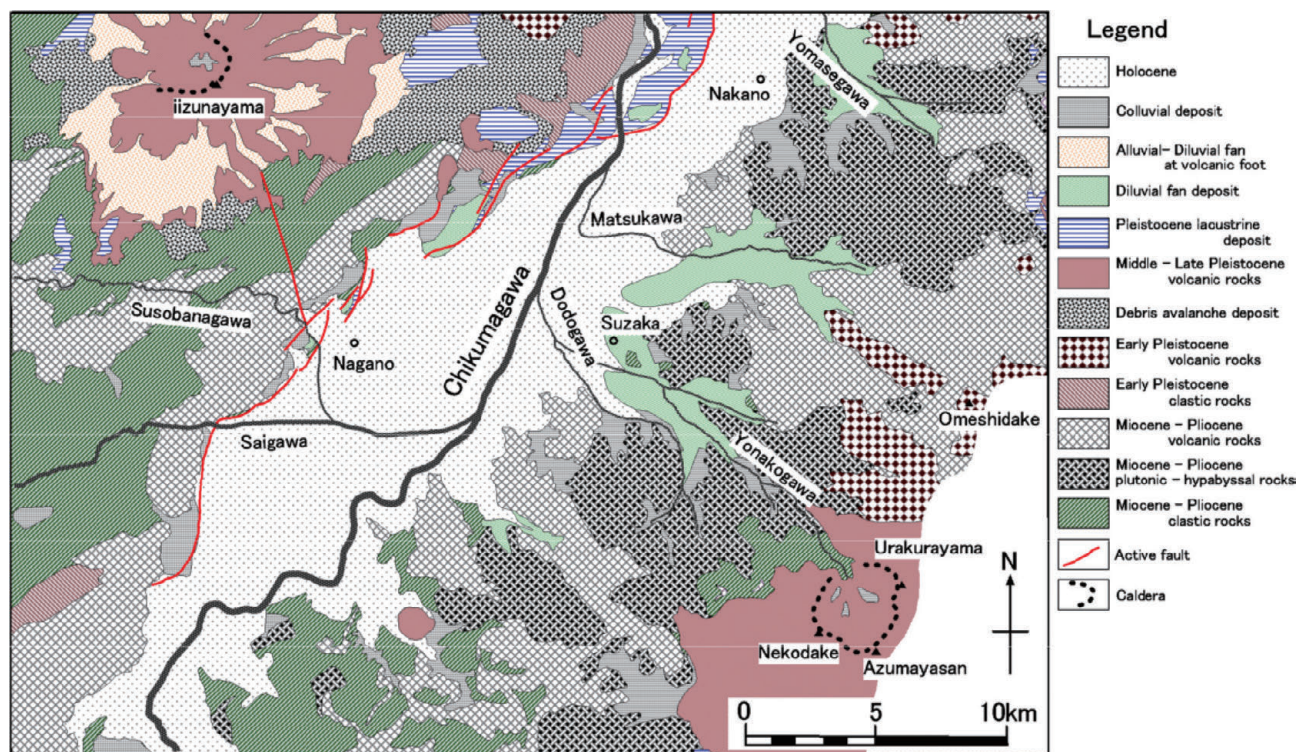 Legend
Holocene
Colluvial deposit
Alluvial- Diluvial fan
at volcanic foot
Diluvial fan deposit
Pleistocene lacustrine
deposit
Middle - Late Pleistocene
volcanic rocks
Debris avalanche deposit
Early Pleistocene
volcanic rocks
Early Pleistocene
clastic rocks
Miocene - Pliocene
volcanic rocks
Miocene - Pliocene
plutonic - hypabyssal rocks
Miocene - Pliocene
clastic rocks
Active fault
Caldera
iizunayama
Nakano
Yomasegawa
Matsukawa
Susobanagawa
Nagano
Chikumagawa
Dodogawa
Suzaka
Omeshidake
Saigawa
Yonakogawa
Urakurayama
N
Nekodake
Azumayasan
0 5 10km